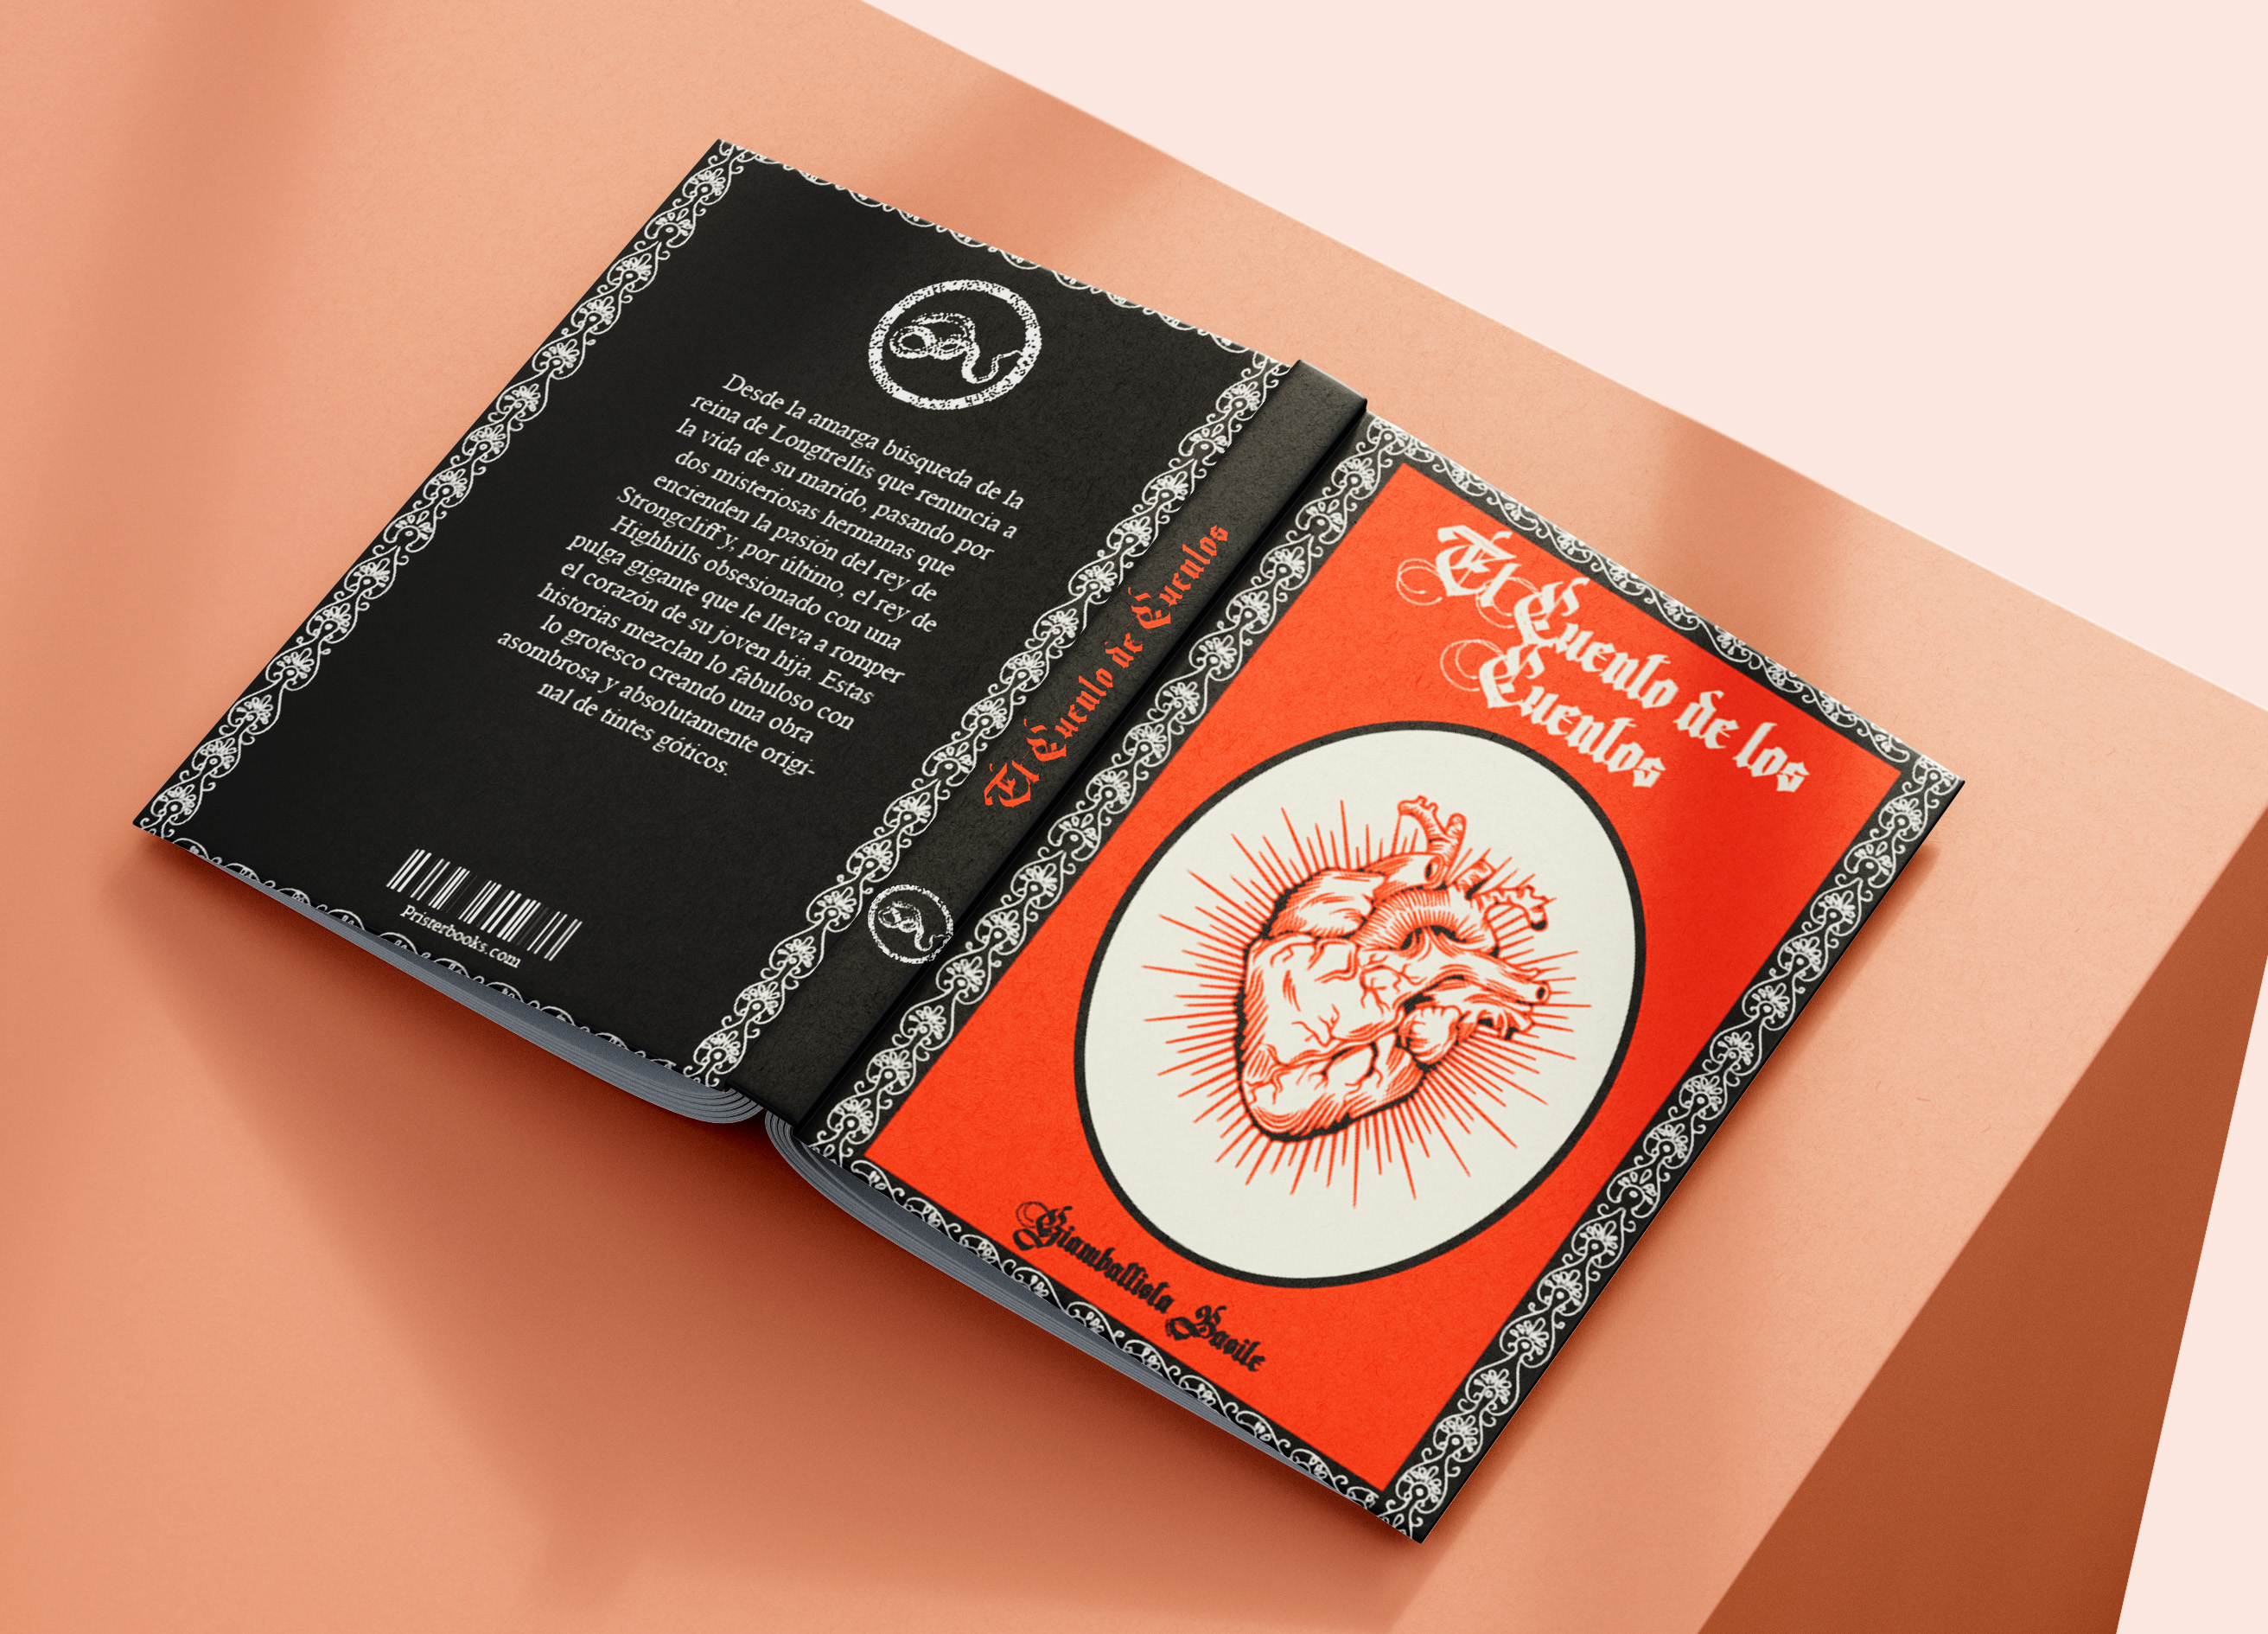 Desde la amarga búsqueda de la
reina de Longtrellis que renuncia a
la vida de su marido, pasando por
dos misteriosas hermanas que
encienden la pasión del rey de
Strongcliff y, por último, el rey de
Highhills obsesionado con una
pulga gigante que le lleva a romper
el corazón de su joven hija. Estas
historias mezclan lo fabuloso con
lo grotesco creando una obra
asombrosa y absolutamente origi-
nal de tintes góticos.
Pristerbooks.com
El Cuento de Cuentos
El Cuento de los
Cuentos
Giambattista Basile